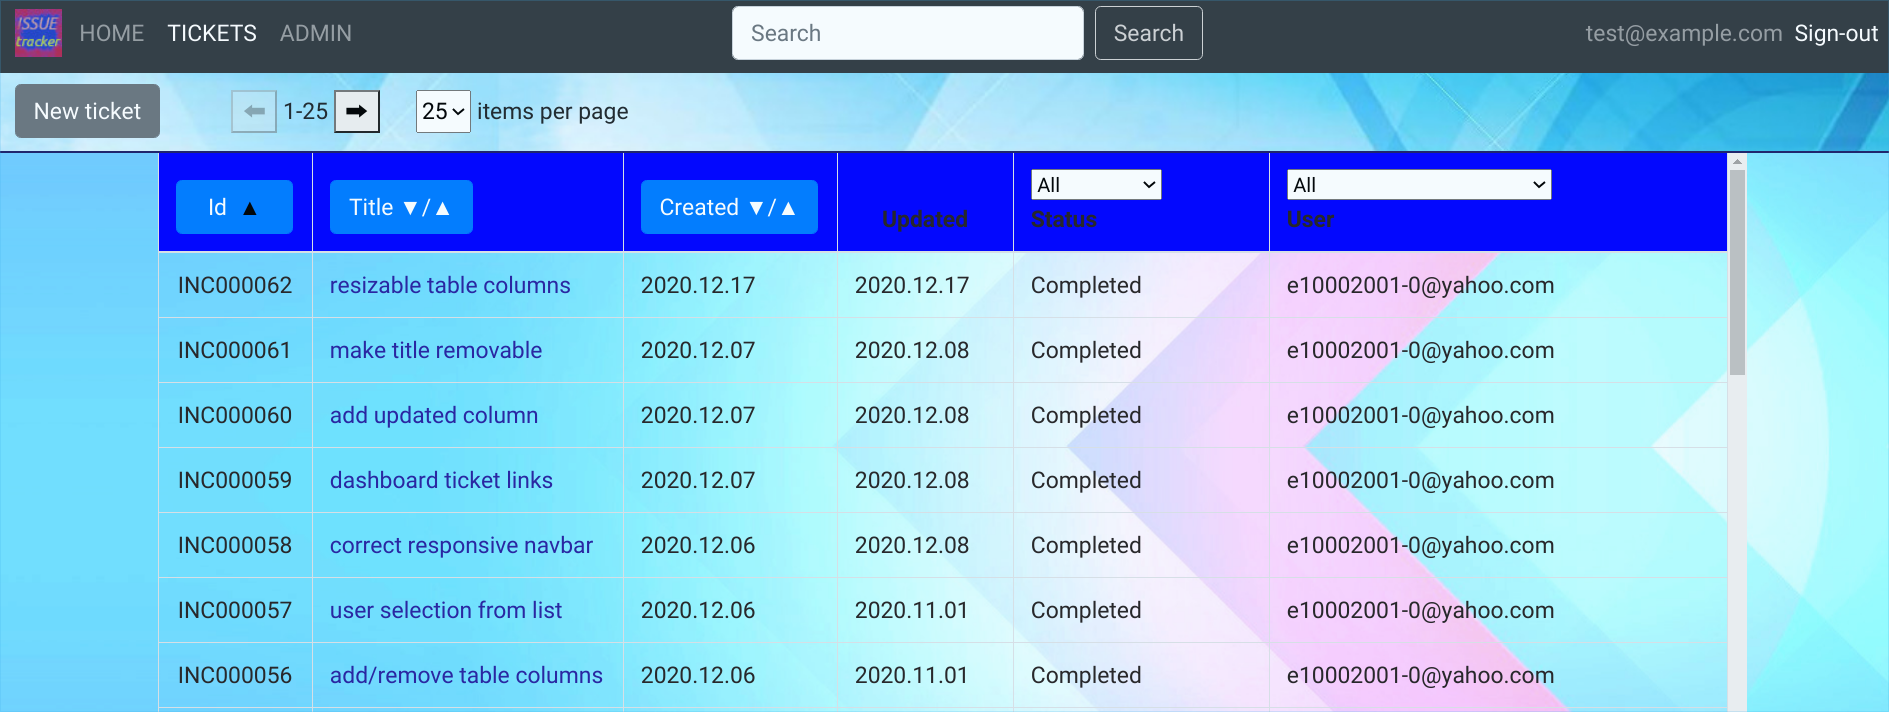 ISSUE
tracker
HOME TICKETS ADMIN Search Search test@example.com Sign-out
New ticket 1-25 25 items per page
All All
Id ▲ Title ▼/▲ Created ▼/▲ Updated Status User
INC000062 resizable table columns 2020.12.17 2020.12.17 Completed e10002001-0@yahoo.com
INC000061 make title removable 2020.12.07 2020.12.08 Completed e10002001-0@yahoo.com
INC000060 add updated column 2020.12.07 2020.12.08 Completed e10002001-0@yahoo.com
INC000059 dashboard ticket links 2020.12.07 2020.12.08 Completed e10002001-0@yahoo.com
INC000058 correct responsive navbar 2020.12.06 2020.12.08 Completed e10002001-0@yahoo.com
INC000057 user selection from list 2020.12.06 2020.11.01 Completed e10002001-0@yahoo.com
INC000056 add/remove table columns 2020.12.06 2020.11.01 Completed e10002001-0@yahoo.com